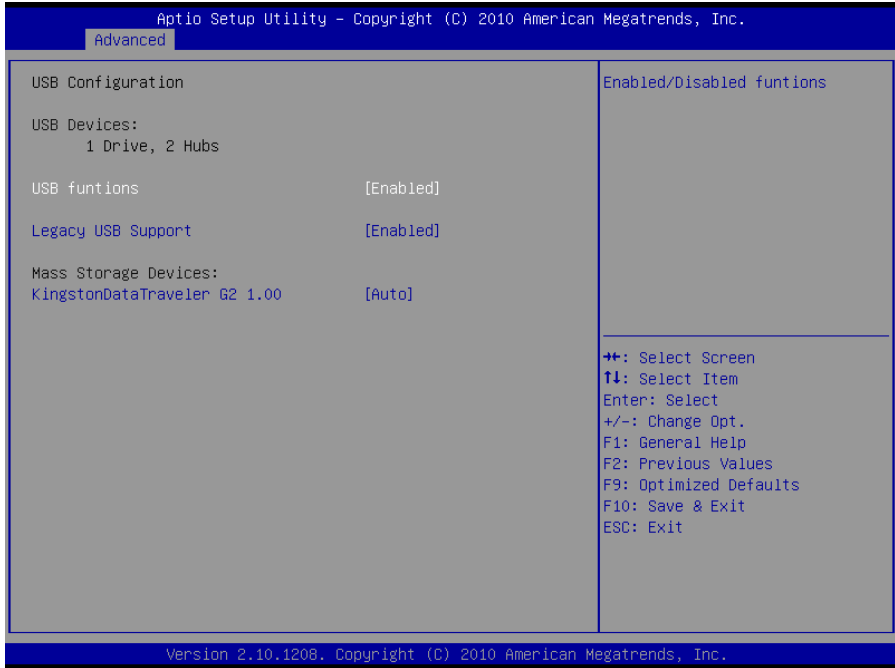 Aptio Setup Utility – Copyright (C) 2010 American Megatrends, Inc.
Advanced
USB Configuration
USB Devices:
1 Drive, 2 Hubs
USB funtions [Enabled]
Legacy USB Support [Enabled]
Mass Storage Devices:
KingstonDataTraveler G2 1.00 [Auto]
Enabled/Disabled funtions
→←: Select Screen
↑↓: Select Item
Enter: Select
+/-: Change Opt.
F1: General Help
F2: Previous Values
F9: Optimized Defaults
F10: Save & Exit
ESC: Exit
Version 2.10.1208. Copyright (C) 2010 American Megatrends, Inc.